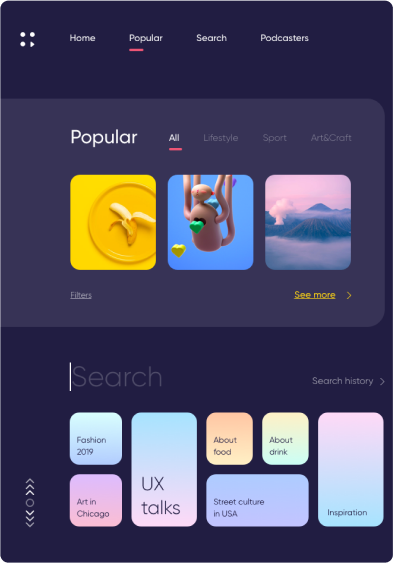 Home Popular Search Podcasters
Popular All Lifestyle Sport Art&Craft
Filters See more
Search Search history
Fashion
2019
UX
talks
About
food
About
drink
Art in
Chicago
Street culture
in USA
Inspiration